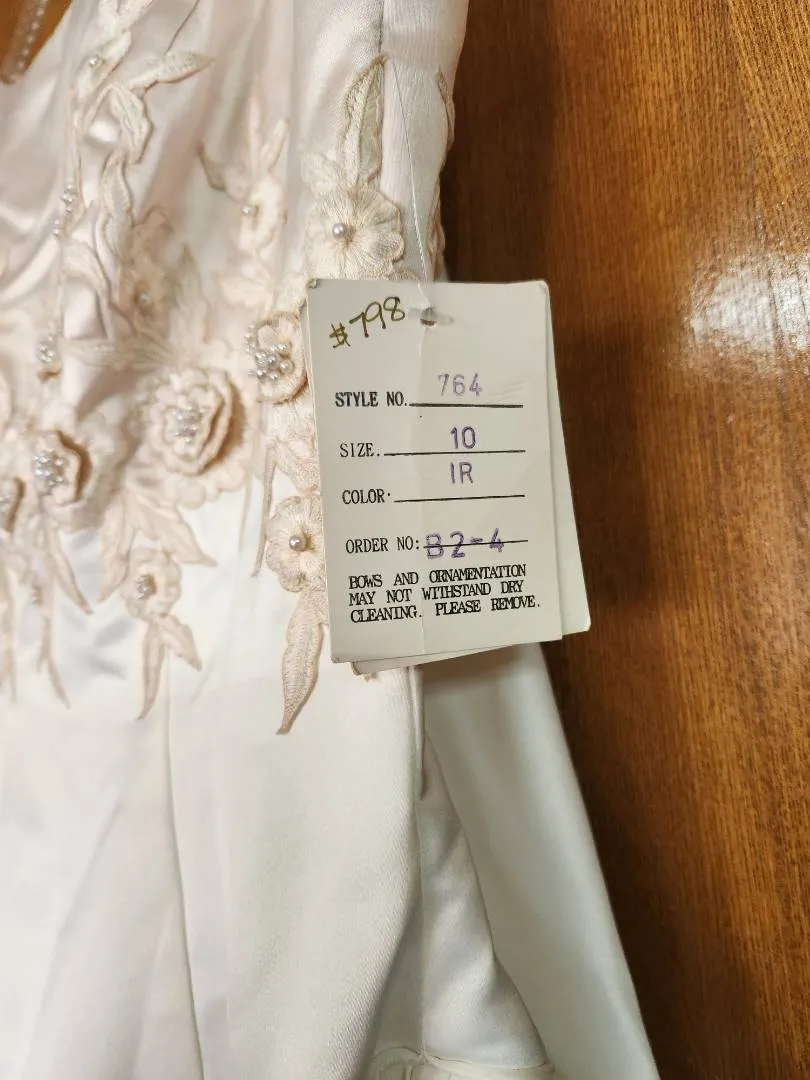 #798
STYLE NO. 764
SIZE. 10
COLOR. IR
ORDER NO: B2-4
BOWS AND ORNAMENTATION
MAY NOT WITHSTAND DRY
CLEANING. PLEASE REMOVE.